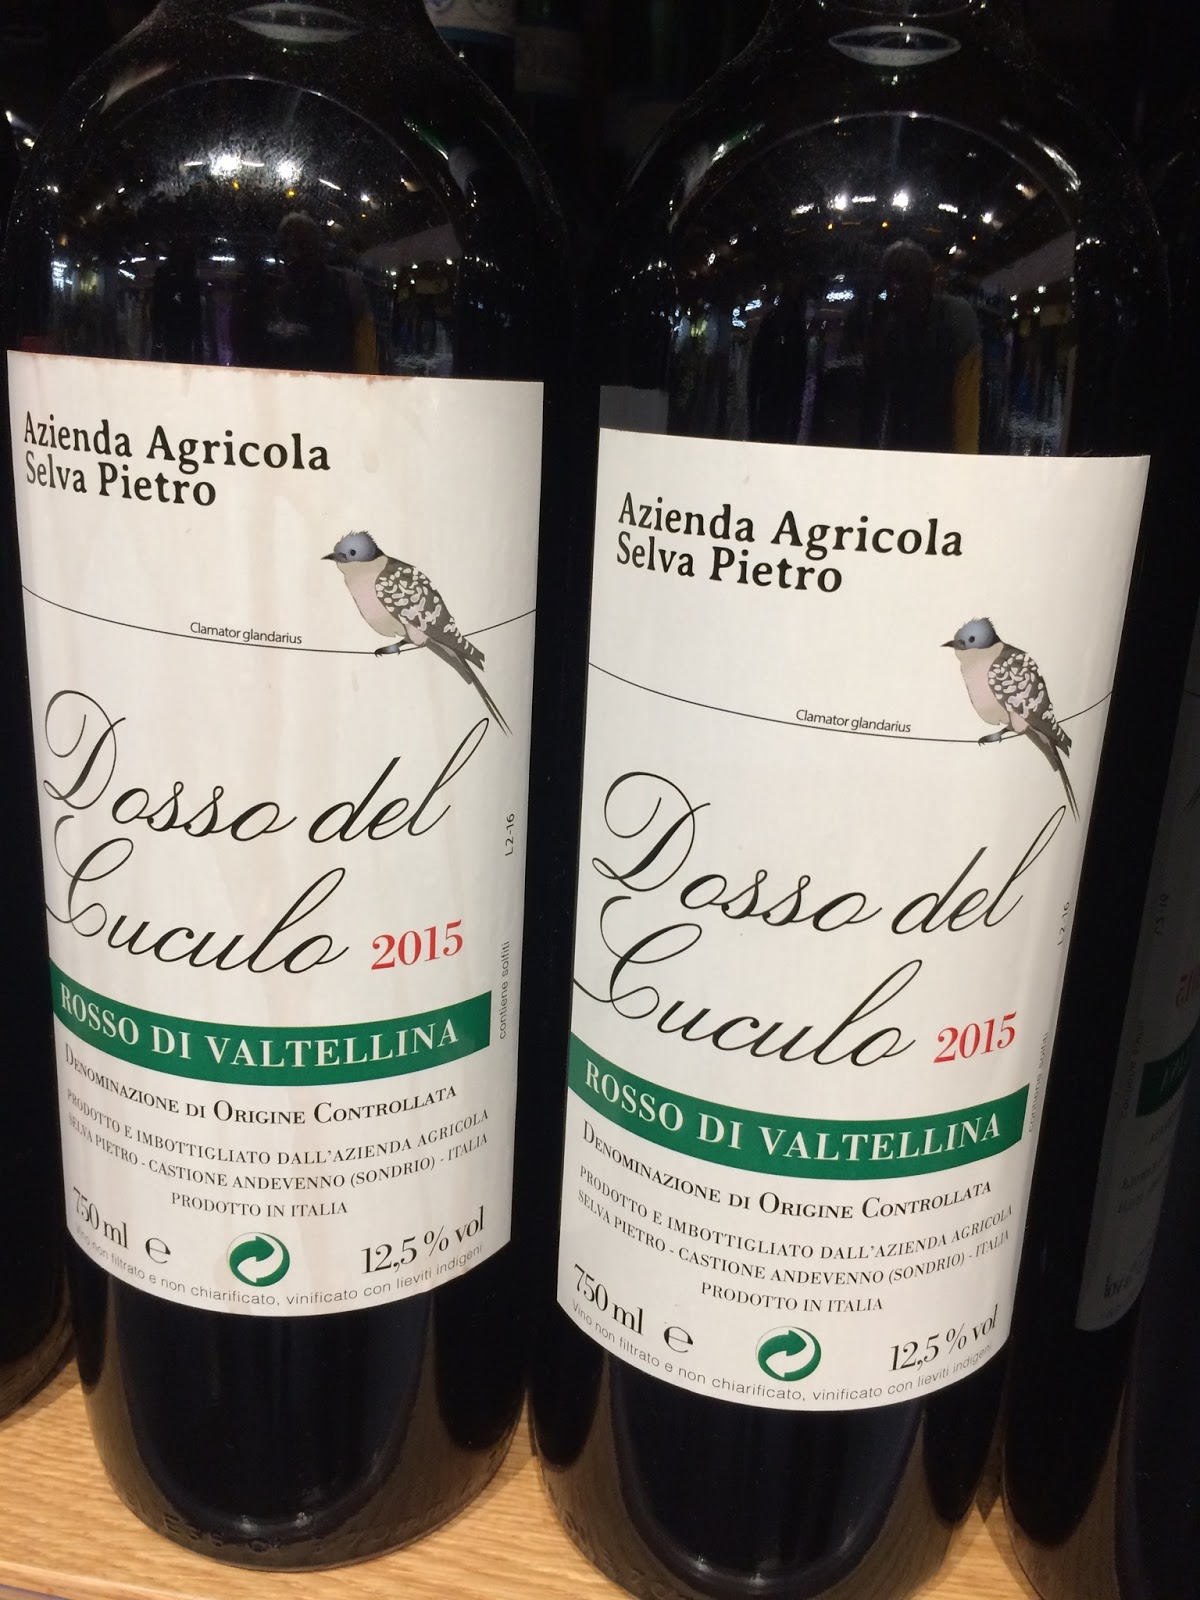 Azienda Agricola
Selva Pietro
Clamator glandarius
Dosso del
Cuculo 2015
L2-16
contiene solfiti
ROSSO DI VALTELLINA
DENOMINAZIONE DI ORIGINE CONTROLLATA
PRODOTTO E IMBOTTIGLIATO DALL'AZIENDA AGRICOLA
SELVA PIETRO - CASTIONE ANDEVENNO (SONDRIO) - ITALIA
PRODOTTO IN ITALIA
750 ml e 12,5 % vol
Vino non filtrato e non chiarificato, vinificato con lieviti indigeni
Azienda Agricola
Selva Pietro
Clamator glandarius
Dosso del
Cuculo 2015
L2-16
contiene solfiti
ROSSO DI VALTELLINA
DENOMINAZIONE DI ORIGINE CONTROLLATA
PRODOTTO E IMBOTTIGLIATO DALL'AZIENDA AGRICOLA
SELVA PIETRO - CASTIONE ANDEVENNO (SONDRIO) - ITALIA
PRODOTTO IN ITALIA
750 ml e 12,5 % vol
Vino non filtrato e non chiarificato, vinificato con lieviti indigeni